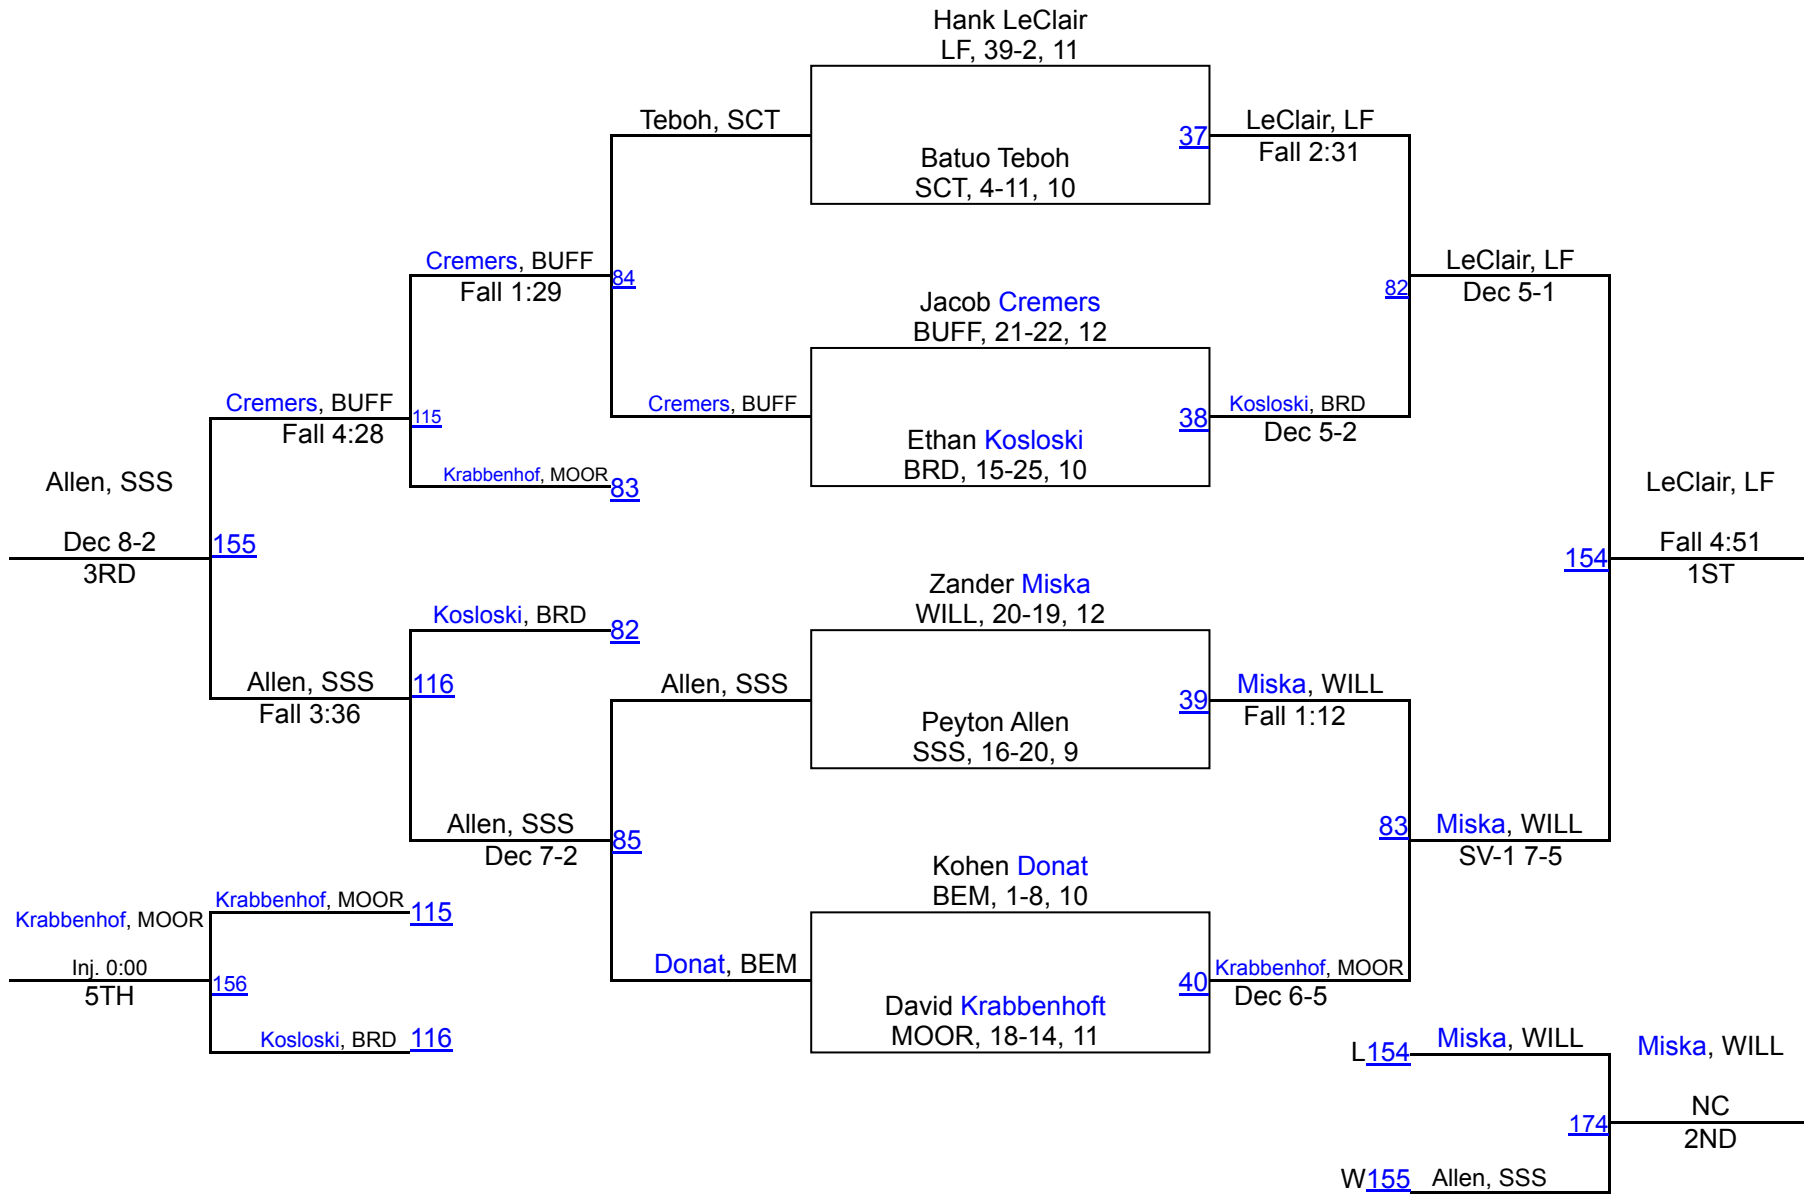 Hank LeClair
LF, 39-2, 11
Teboh, SCT
37
LeClair, LF
Fall 2:31
Batuo Teboh
SCT, 4-11, 10
Cremers, BUFF
Fall 1:29
84
LeClair, LF
Dec 5-1
82
Jacob Cremers
BUFF, 21-22, 12
Cremers, BUFF
Fall 4:28
115
Cremers, BUFF
38
Kosloski, BRD
Dec 5-2
Ethan Kosloski
BRD, 15-25, 10
Krabbenhof, MOOR
83
Allen, SSS
Dec 8-2
3RD
155
LeClair, LF
Fall 4:51
1ST
154
Zander Miska
WILL, 20-19, 12
Kosloski, BRD
82
Allen, SSS
Fall 3:36
116
Allen, SSS
39
Miska, WILL
Fall 1:12
Peyton Allen
SSS, 16-20, 9
Allen, SSS
Dec 7-2
85
83
Miska, WILL
SV-1 7-5
Kohen Donat
BEM, 1-8, 10
Krabbenhof, MOOR
115
Krabbenhof, MOOR
Inj. 0:00
5TH
156
Donat, BEM
40
Krabbenhof, MOOR
Dec 6-5
David Krabbenhoft
MOOR, 18-14, 11
Kosloski, BRD
116
L154
Miska, WILL
Miska, WILL
NC
2ND
174
W155
Allen, SSS